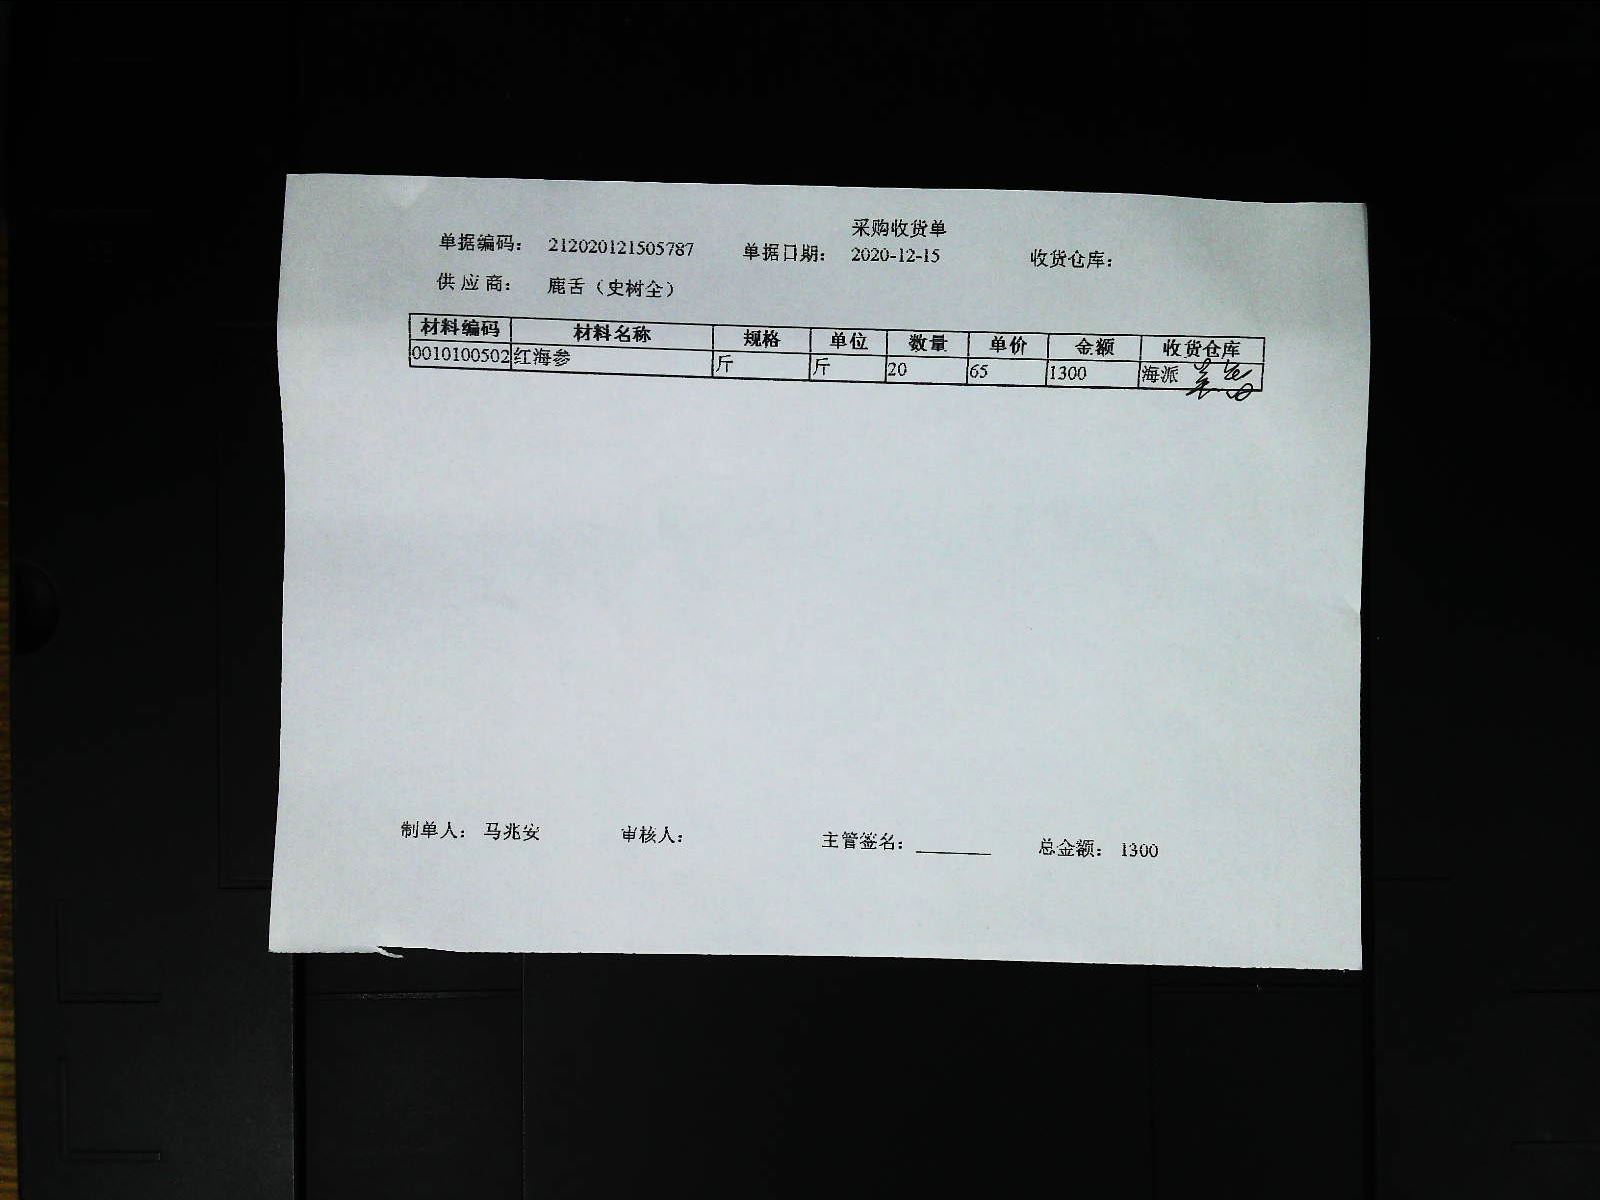 采购收货单
单据编码： 212020121505787 单据日期： 2020-12-15 收货仓库：
供 应 商： 鹿舌（史树全）
材料编码 材料名称 规格 单位 数量 单价 金额 收货仓库
0010100502 红海参 斤 斤 20 65 1300 海派
制单人： 马兆安 审核人： 主管签名： 总金额： 1300